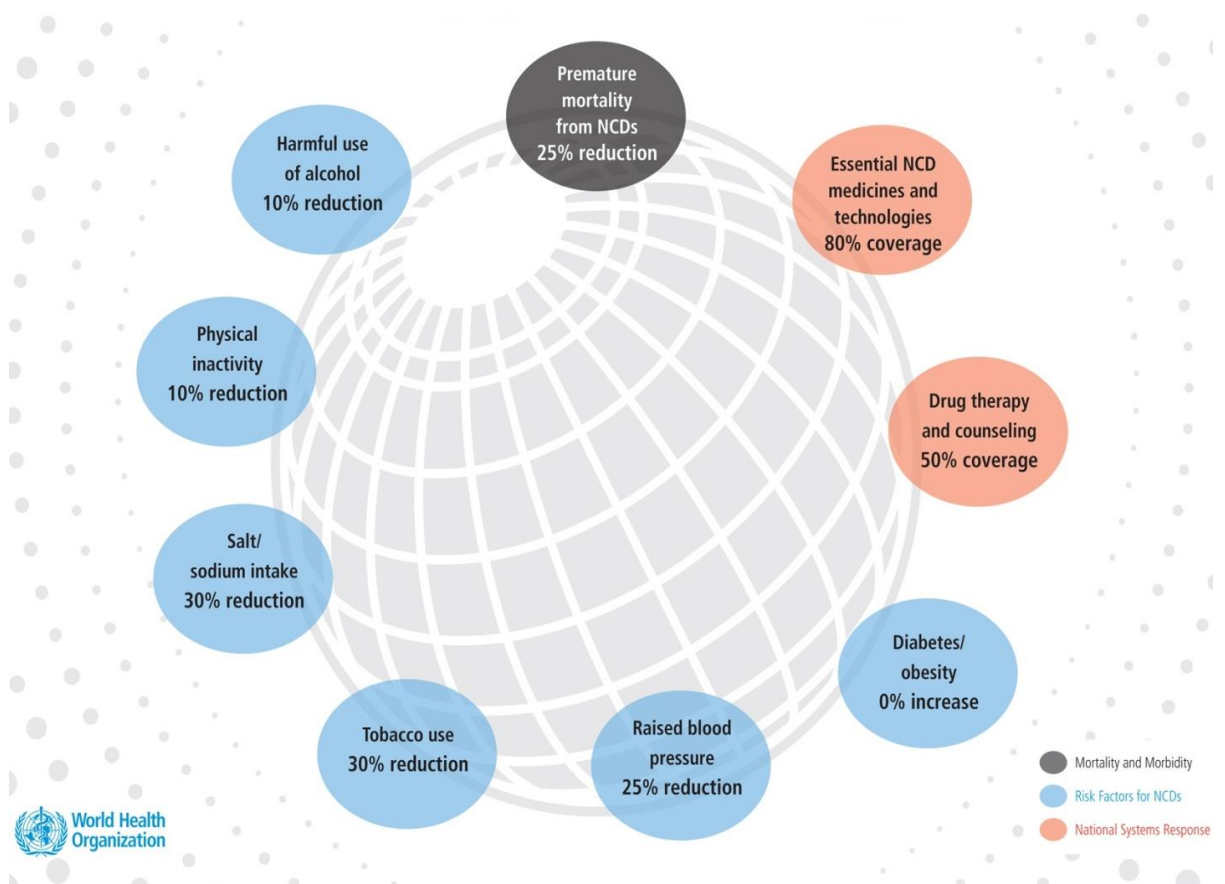 Premature
mortality
from NCDs
25% reduction
Harmful use
of alcohol
10% reduction
Essential NCD
medicines and
technologies
80% coverage
Physical
inactivity
10% reduction
Drug therapy
and counseling
50% coverage
Salt/
sodium intake
30% reduction
Diabetes/
obesity
0% increase
Tobacco use
30% reduction
Raised blood
pressure
25% reduction
Mortality and Morbidity
Risk Factors for NCDs
National Systems Response
World Health
Organization